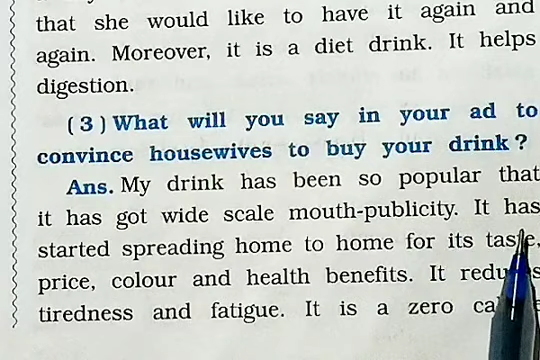 that she would like to have it again and
again. Moreover, it is a diet drink. It helps
digestion.
(3) What will you say in your ad to
convince housewives to buy your drink?
Ans. My drink has been so popular that
it has got wide scale mouth-publicity. It has
started spreading home to home for its taste,
price, colour and health benefits. It
tiredness and fatigue. It is a zero